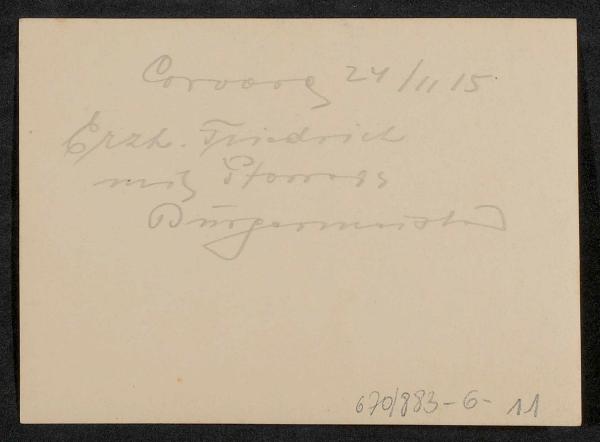 24/11 15
Erzh. Friedrich
mit
Bürgermeister
670/883-6-11